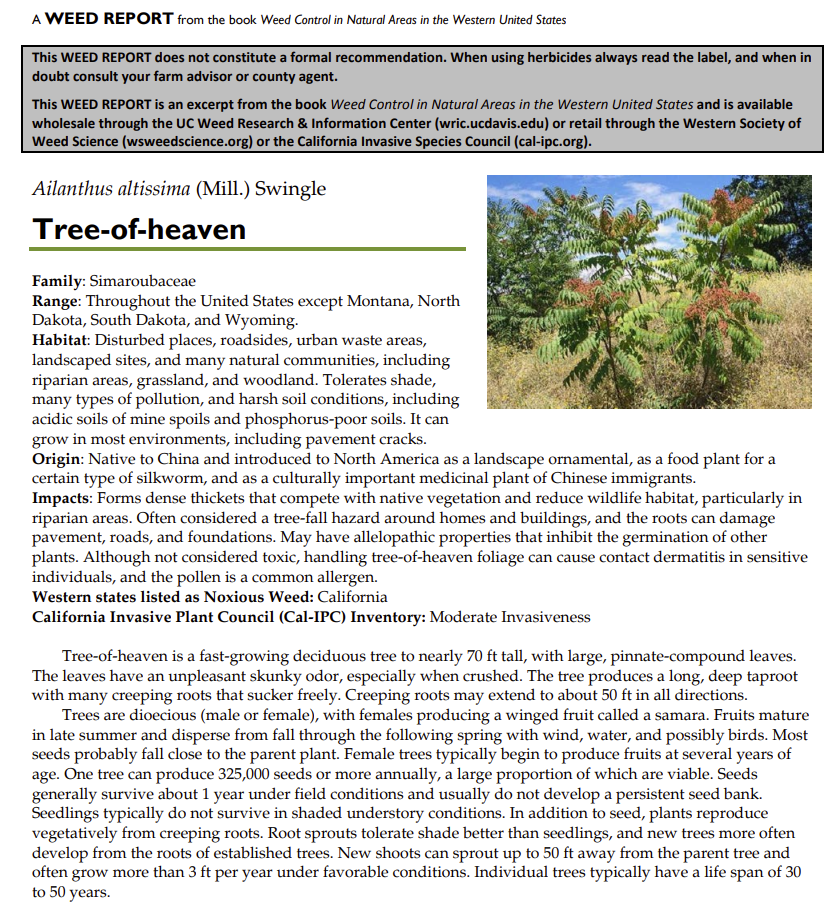 A WEED REPORT from the book Weed Control in Natural Areas in the Western United States
This WEED REPORT does not constitute a formal recommendation. When using herbicides always read the label, and when in
doubt consult your farm advisor or county agent.
This WEED REPORT is an excerpt from the book Weed Control in Natural Areas in the Western United States and is available
wholesale through the UC Weed Research & Information Center (wric.ucdavis.edu) or retail through the Western Society of
Weed Science (wsweedscience.org) or the California Invasive Species Council (cal-ipc.org).
Ailanthus altissima (Mill.) Swingle
Tree-of-heaven
Family: Simaroubaceae
Range: Throughout the United States except Montana, North
Dakota, South Dakota, and Wyoming.
Habitat: Disturbed places, roadsides, urban waste areas,
landscaped sites, and many natural communities, including
riparian areas, grassland, and woodland. Tolerates shade,
many types of pollution, and harsh soil conditions, including
acidic soils of mine spoils and phosphorus-poor soils. It can
grow in most environments, including pavement cracks.
Origin: Native to China and introduced to North America as a landscape ornamental, as a food plant for a
certain type of silkworm, and as a culturally important medicinal plant of Chinese immigrants.
Impacts: Forms dense thickets that compete with native vegetation and reduce wildlife habitat, particularly in
riparian areas. Often considered a tree-fall hazard around homes and buildings, and the roots can damage
pavement, roads, and foundations. May have allelopathic properties that inhibit the germination of other
plants. Although not considered toxic, handling tree-of-heaven foliage can cause contact dermatitis in sensitive
individuals, and the pollen is a common allergen.
Western states listed as Noxious Weed: California
California Invasive Plant Council (Cal-IPC) Inventory: Moderate Invasiveness
Tree-of-heaven is a fast-growing deciduous tree to nearly 70 ft tall, with large, pinnate-compound leaves.
The leaves have an unpleasant skunky odor, especially when crushed. The tree produces a long, deep taproot
with many creeping roots that sucker freely. Creeping roots may extend to about 50 ft in all directions.
Trees are dioecious (male or female), with females producing a winged fruit called a samara. Fruits mature
in late summer and disperse from fall through the following spring with wind, water, and possibly birds. Most
seeds probably fall close to the parent plant. Female trees typically begin to produce fruits at several years of
age. One tree can produce 325,000 seeds or more annually, a large proportion of which are viable. Seeds
generally survive about 1 year under field conditions and usually do not develop a persistent seed bank.
Seedlings typically do not survive in shaded understory conditions. In addition to seed, plants reproduce
vegetatively from creeping roots. Root sprouts tolerate shade better than seedlings, and new trees more often
develop from the roots of established trees. New shoots can sprout up to 50 ft away from the parent tree and
often grow more than 3 ft per year under favorable conditions. Individual trees typically have a life span of 30
to 50 years.